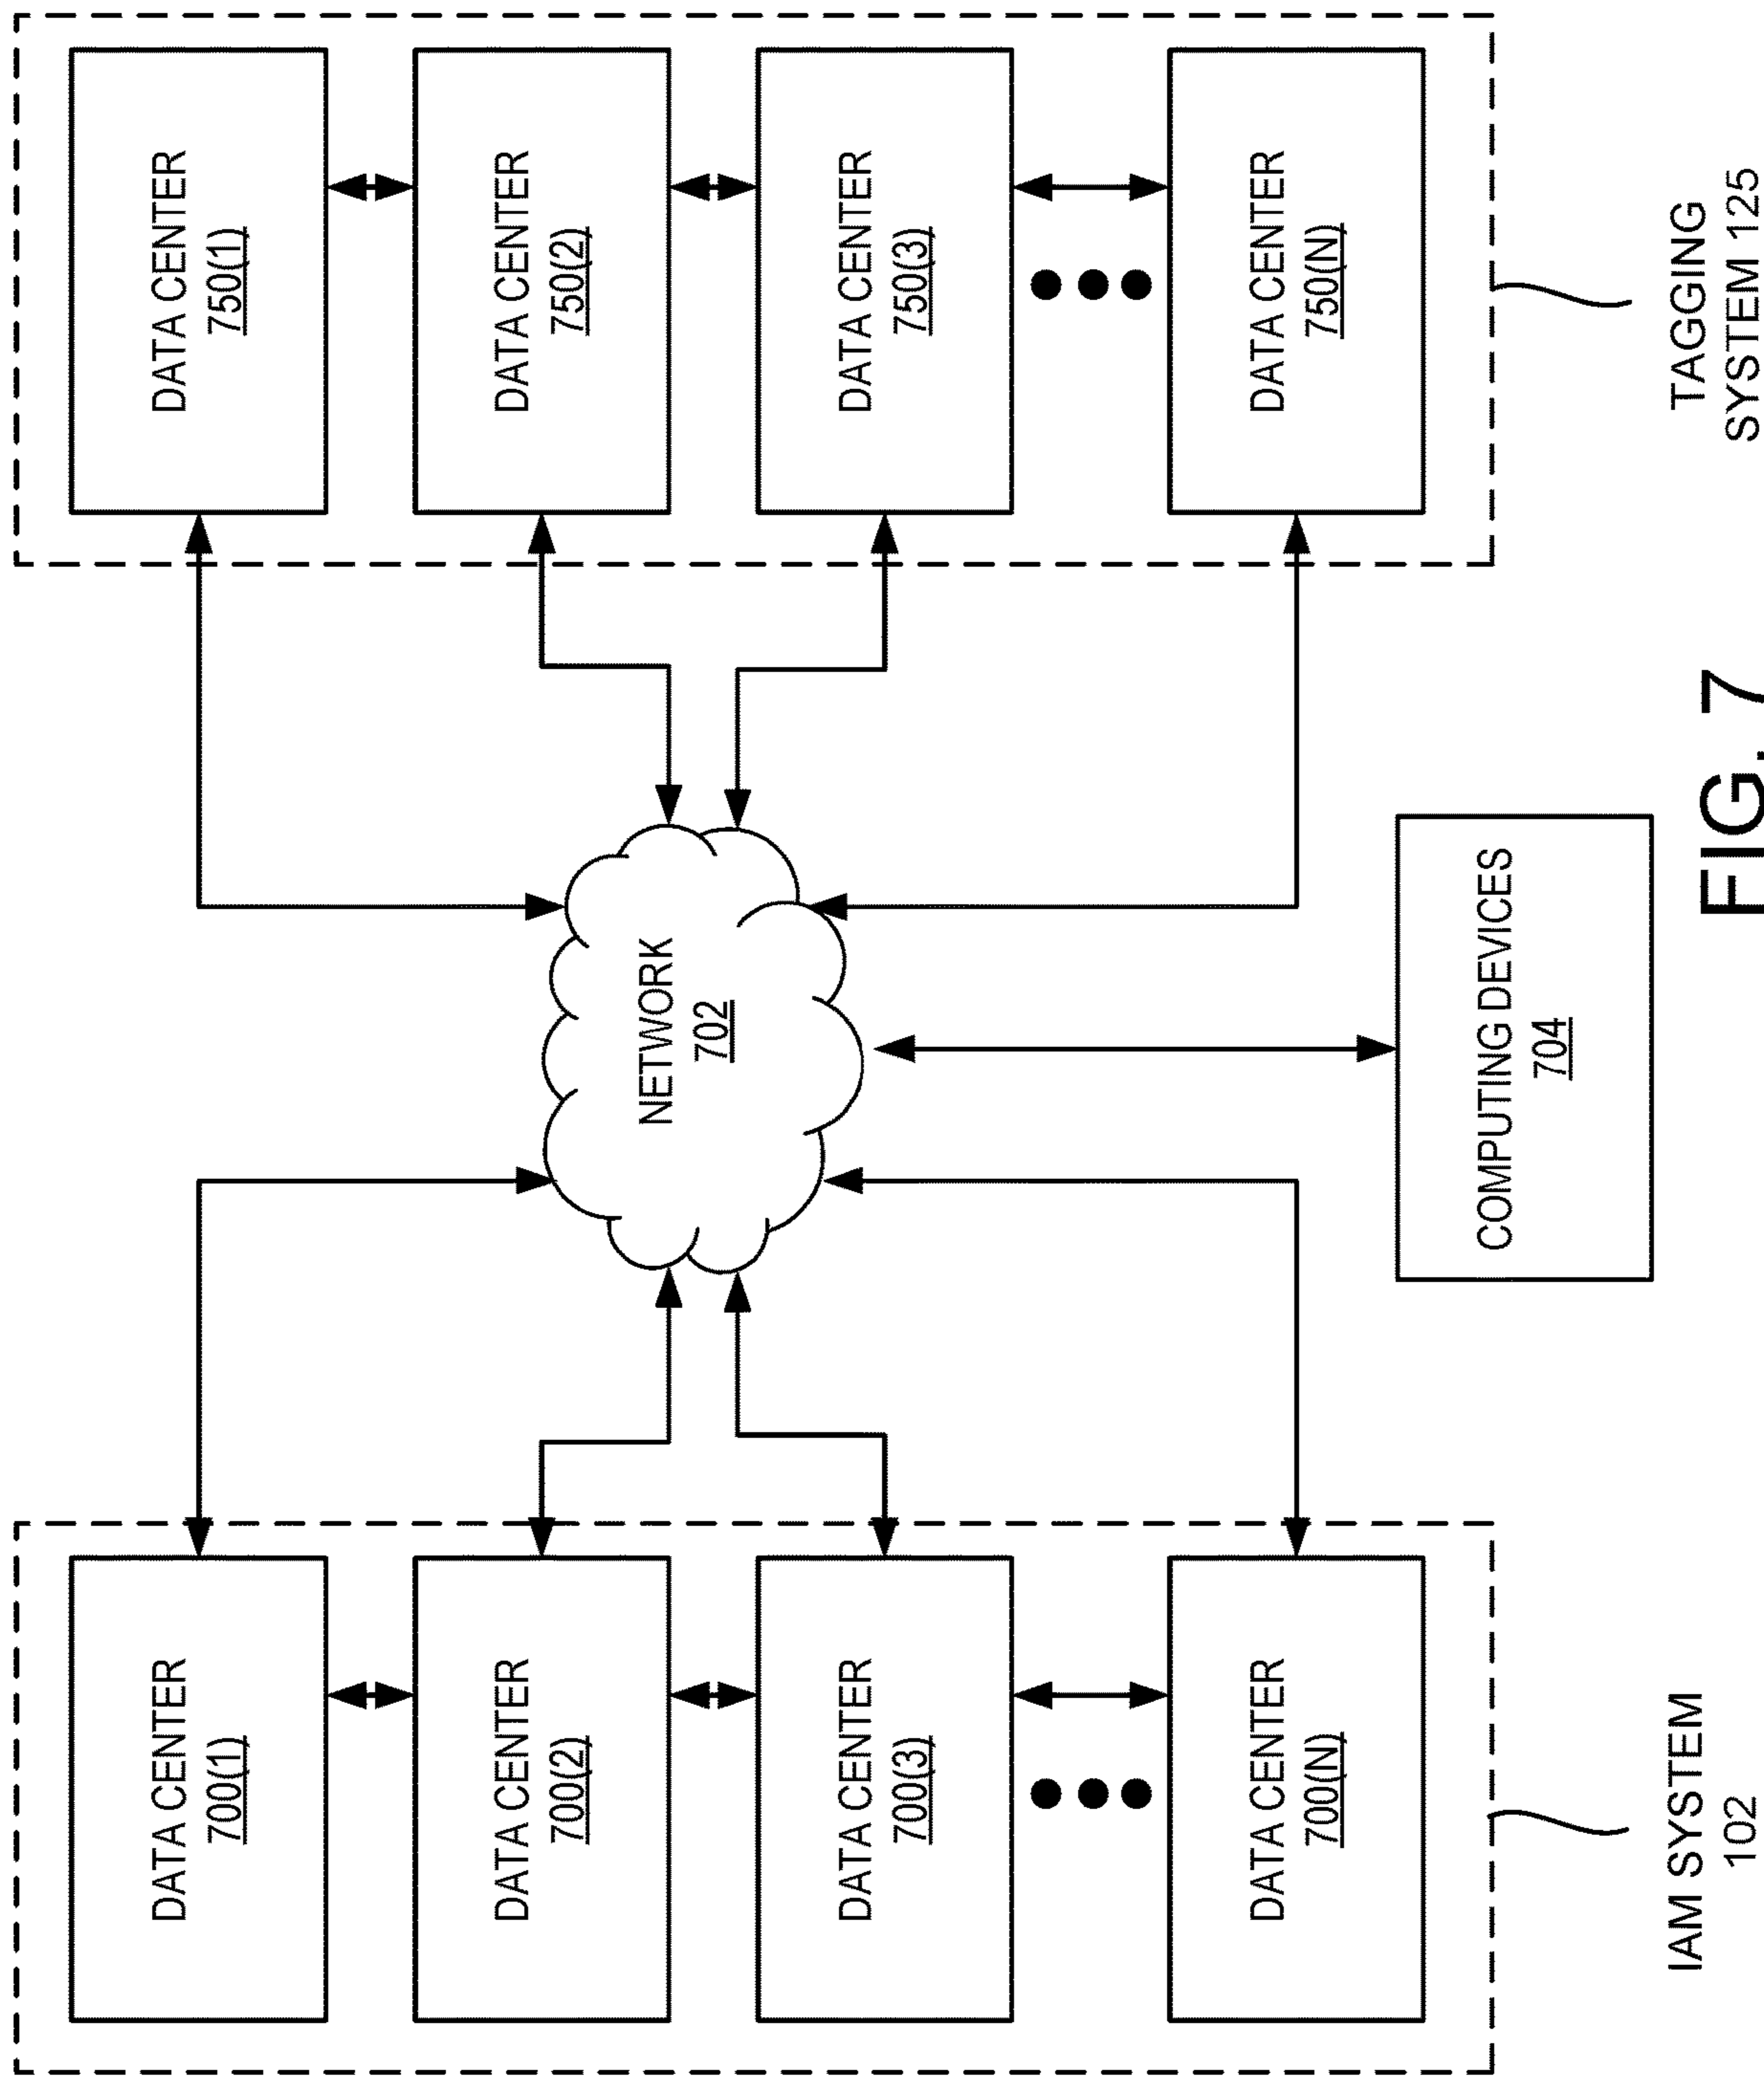 DATA CENTER
700(1)
DATA CENTER
700(2)
DATA CENTER
700(3)
DATA CENTER
700(N)
IAM SYSTEM
102
NETWORK
702
COMPUTING DEVICES
704
DATA CENTER
750(1)
DATA CENTER
750(2)
DATA CENTER
750(3)
DATA CENTER
750(N)
TAGGING
SYSTEM 125
FIG. 7